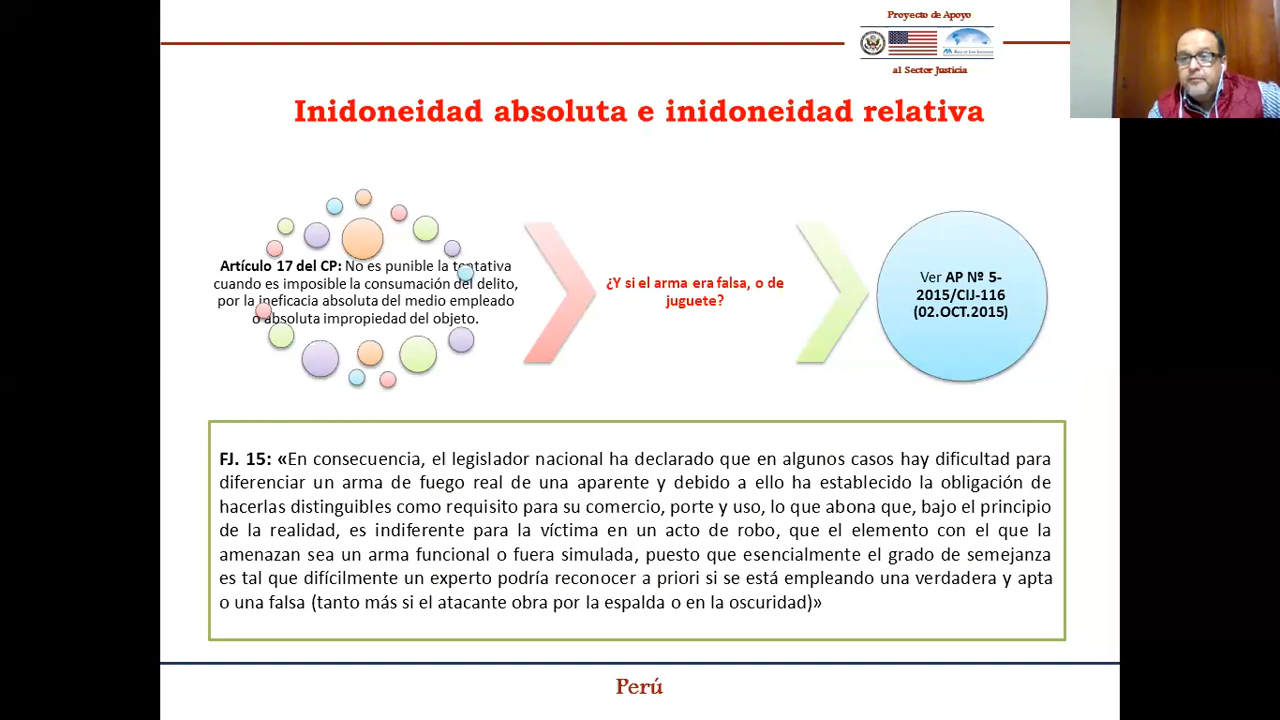 Proyecto de Apoyo
al Sector Justicia
Inidoneidad absoluta e inidoneidad relativa
Artículo 17 del CP: No es punible la tentativa
cuando es imposible la consumación del delito,
por la ineficacia absoluta del medio empleado
o absoluta impropiedad del objeto.
¿Y si el arma era falsa, o de
juguete?
Ver AP Nº 5-
2015/CIJ-116
(02.OCT.2015)
FJ. 15: «En consecuencia, el legislador nacional ha declarado que en algunos casos hay dificultad para
diferenciar un arma de fuego real de una aparente y debido a ello ha establecido la obligación de
hacerlas distinguibles como requisito para su comercio, porte y uso, lo que abona que, bajo el principio
de la realidad, es indiferente para la víctima en un acto de robo, que el elemento con el que la
amenazan sea un arma funcional o fuera simulada, puesto que esencialmente el grado de semejanza
es tal que difícilmente un experto podría reconocer a priori si se está empleando una verdadera y apta
o una falsa (tanto más si el atacante obra por la espalda o en la oscuridad)»
Perú